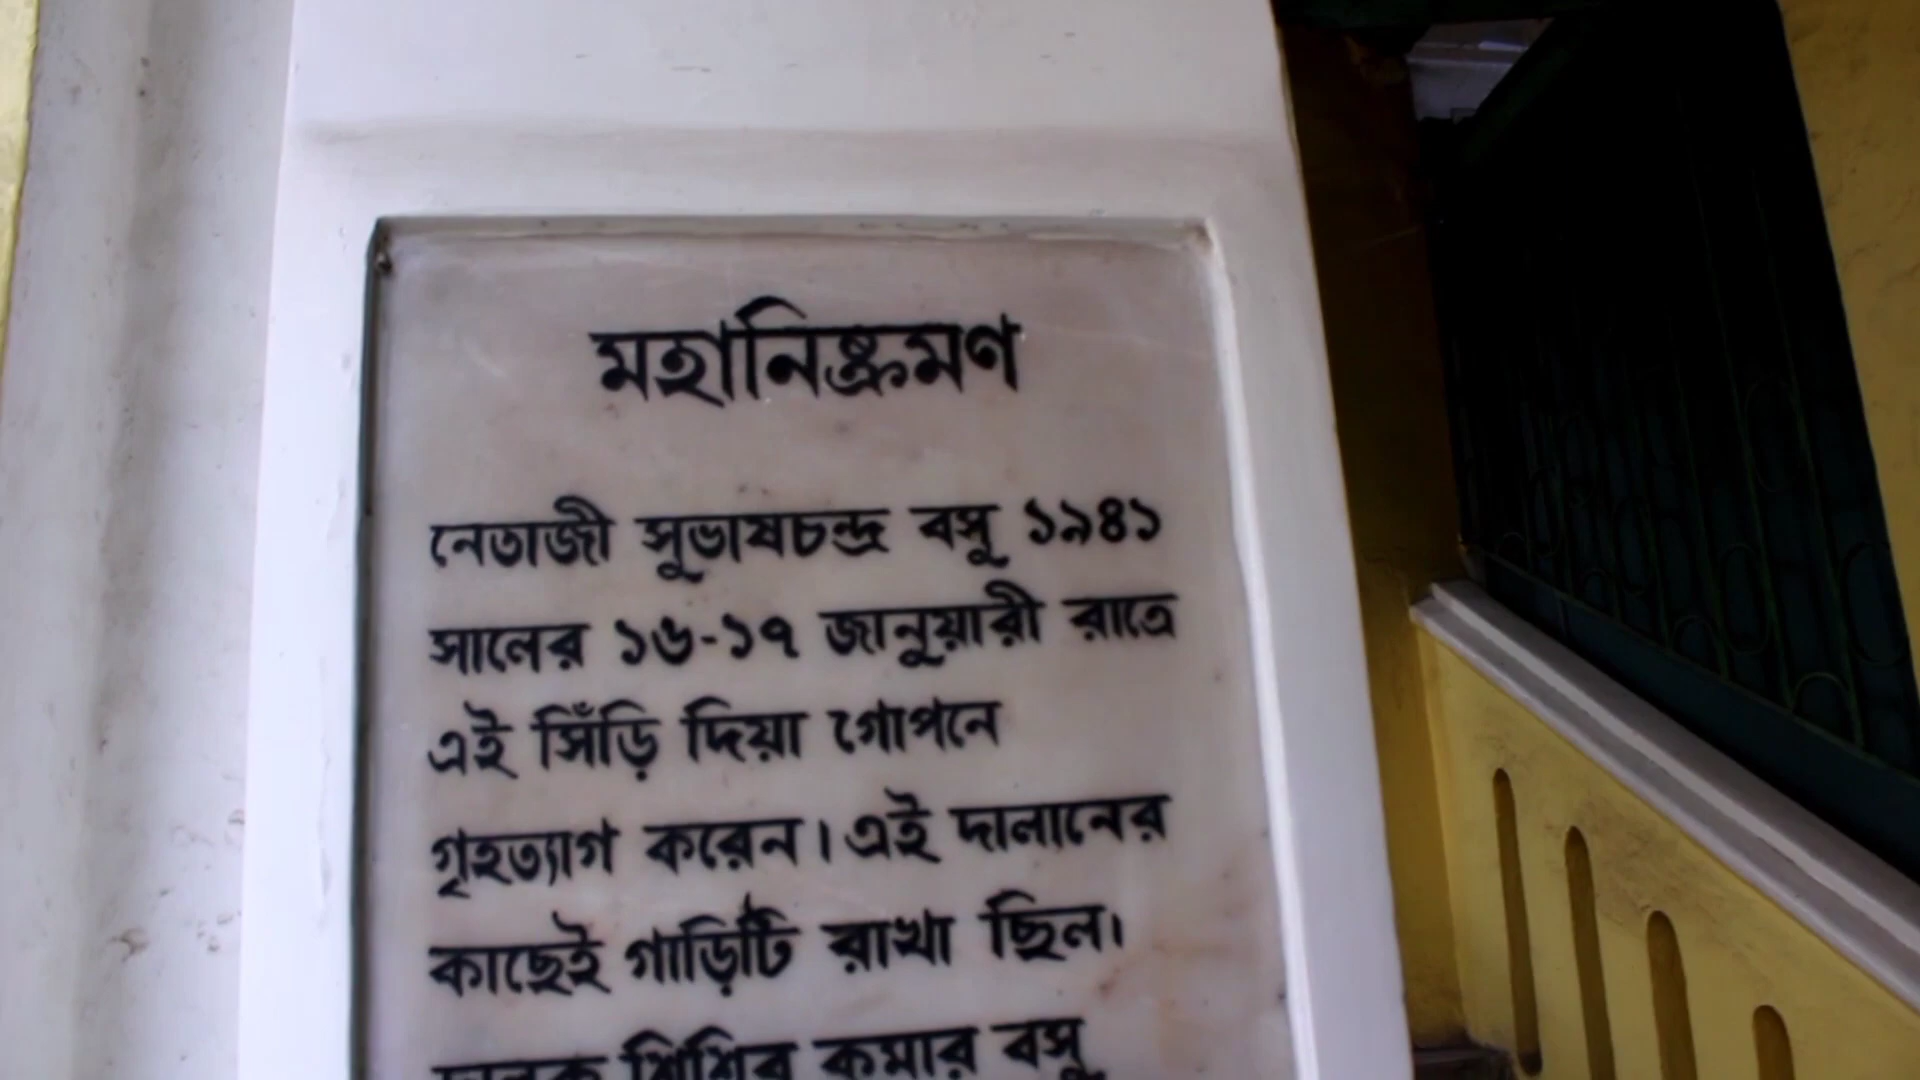 মহানিষ্ক্রমণ
নেতাজী সুভাষচন্দ্র বসু ১৯৪১
সালের ১৬-১৭ জানুয়ারী রাত্রে
এই সিঁড়ি দিয়া গোপনে
গৃহত্যাগ করেন। এই দালানের
কাছেই গাড়িটি রাখা ছিল।
শিশির কুমার বসু